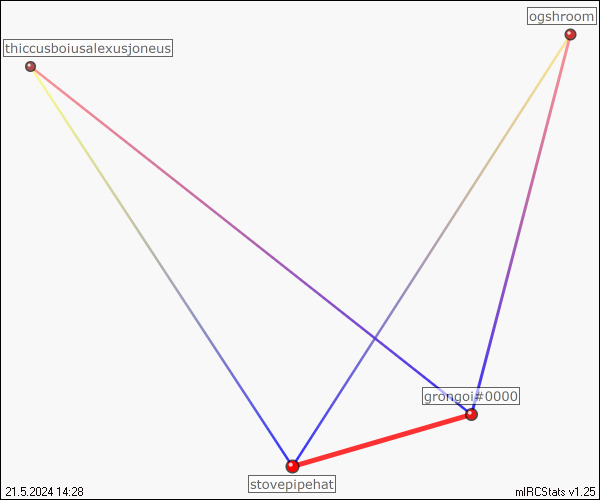 ogshroom
thiccusboiusalexusjoneus
grongoi#0000
stovepipehat
21.5.2024 14:28
mIRCStats v1.25